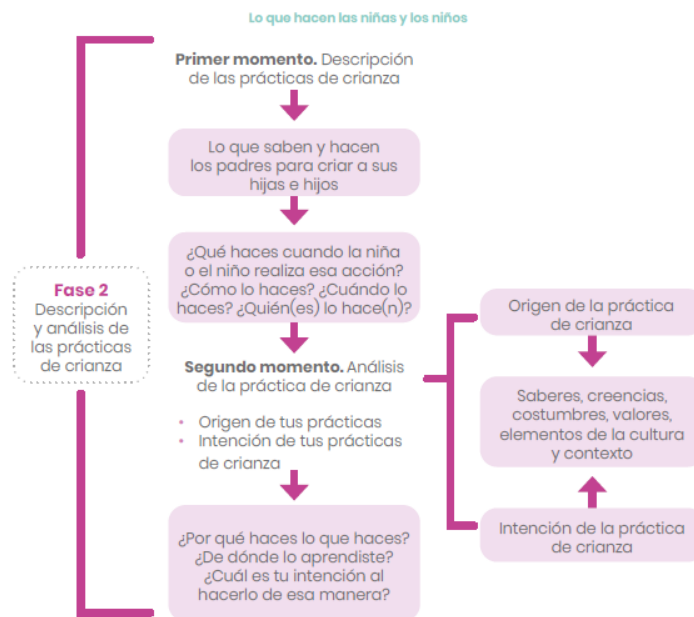 Lo que hacen las niñas y los niños
Primer momento. Descripción
de las prácticas de crianza
Lo que saben y hacen
los padres para criar a sus
hijas e hijos
¿Qué haces cuando la niña
o el niño realiza esa acción?
¿Cómo lo haces? ¿Cuándo lo
haces? ¿Quién(es) lo hace(n)?
Fase 2
Descripción
y análisis de
las prácticas
de crianza
Segundo momento. Análisis
de la práctica de crianza
• Origen de tus prácticas
• Intención de tus prácticas
de crianza
¿Por qué haces lo que haces?
¿De dónde lo aprendiste?
¿Cuál es tu intención al
hacerlo de esa manera?
Origen de la práctica
de crianza
Saberes, creencias,
costumbres, valores,
elementos de la cultura
y contexto
Intención de la práctica
de crianza